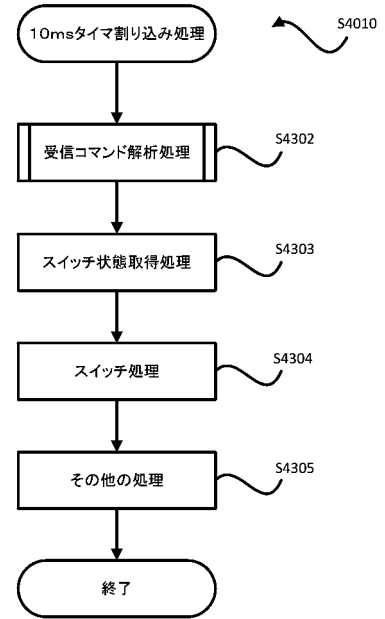 10msタイマ割り込み処理
S4010
受信コマンド解析処理
S4302
スイッチ状態取得処理
S4303
スイッチ処理
S4304
その他の処理
S4305
終了